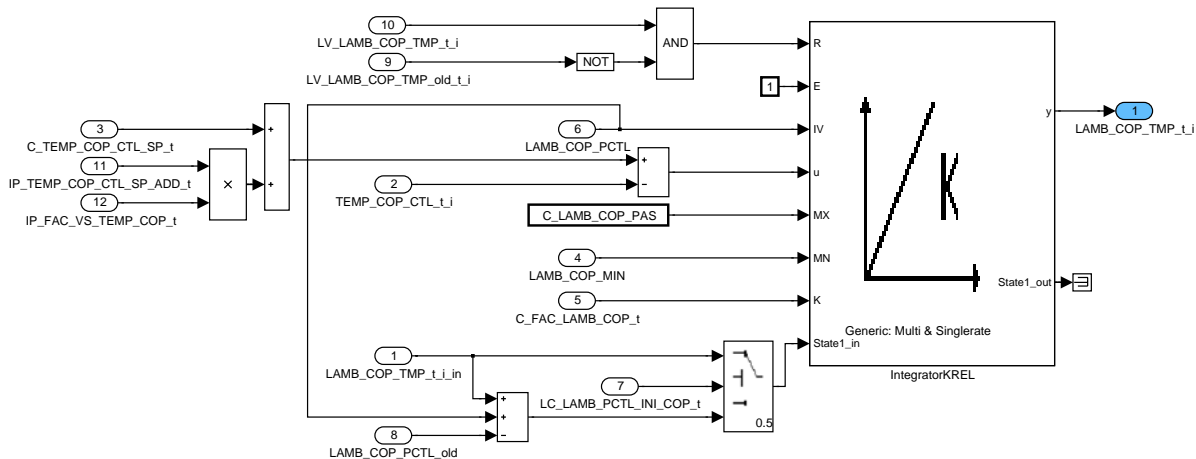 10
LV_LAMB_COP_TMP_t_i
9
LV_LAMB_COP_TMP_old_t_i
NOT
AND
R
1
E
3
C_TEMP_COP_CTL_SP_t
11
IP_TEMP_COP_CTL_SP_ADD_t
12
IP_FAC_VS_TEMP_COP_t
×
+
+
6
LAMB_COP_PCTL
IV
2
TEMP_COP_CTL_t_i
+
−
u
C_LAMB_COP_PAS
MX
4
LAMB_COP_MIN
MN
5
C_FAC_LAMB_COP_t
K
K
y
1
LAMB_COP_TMP_t_i
State1_out
Generic: Multi & Singlerate
State1_in
IntegratorKREL
1
LAMB_COP_TMP_t_i_in
7
LC_LAMB_PCTL_INI_COP_t
0.5
+
+
−
8
LAMB_COP_PCTL_old